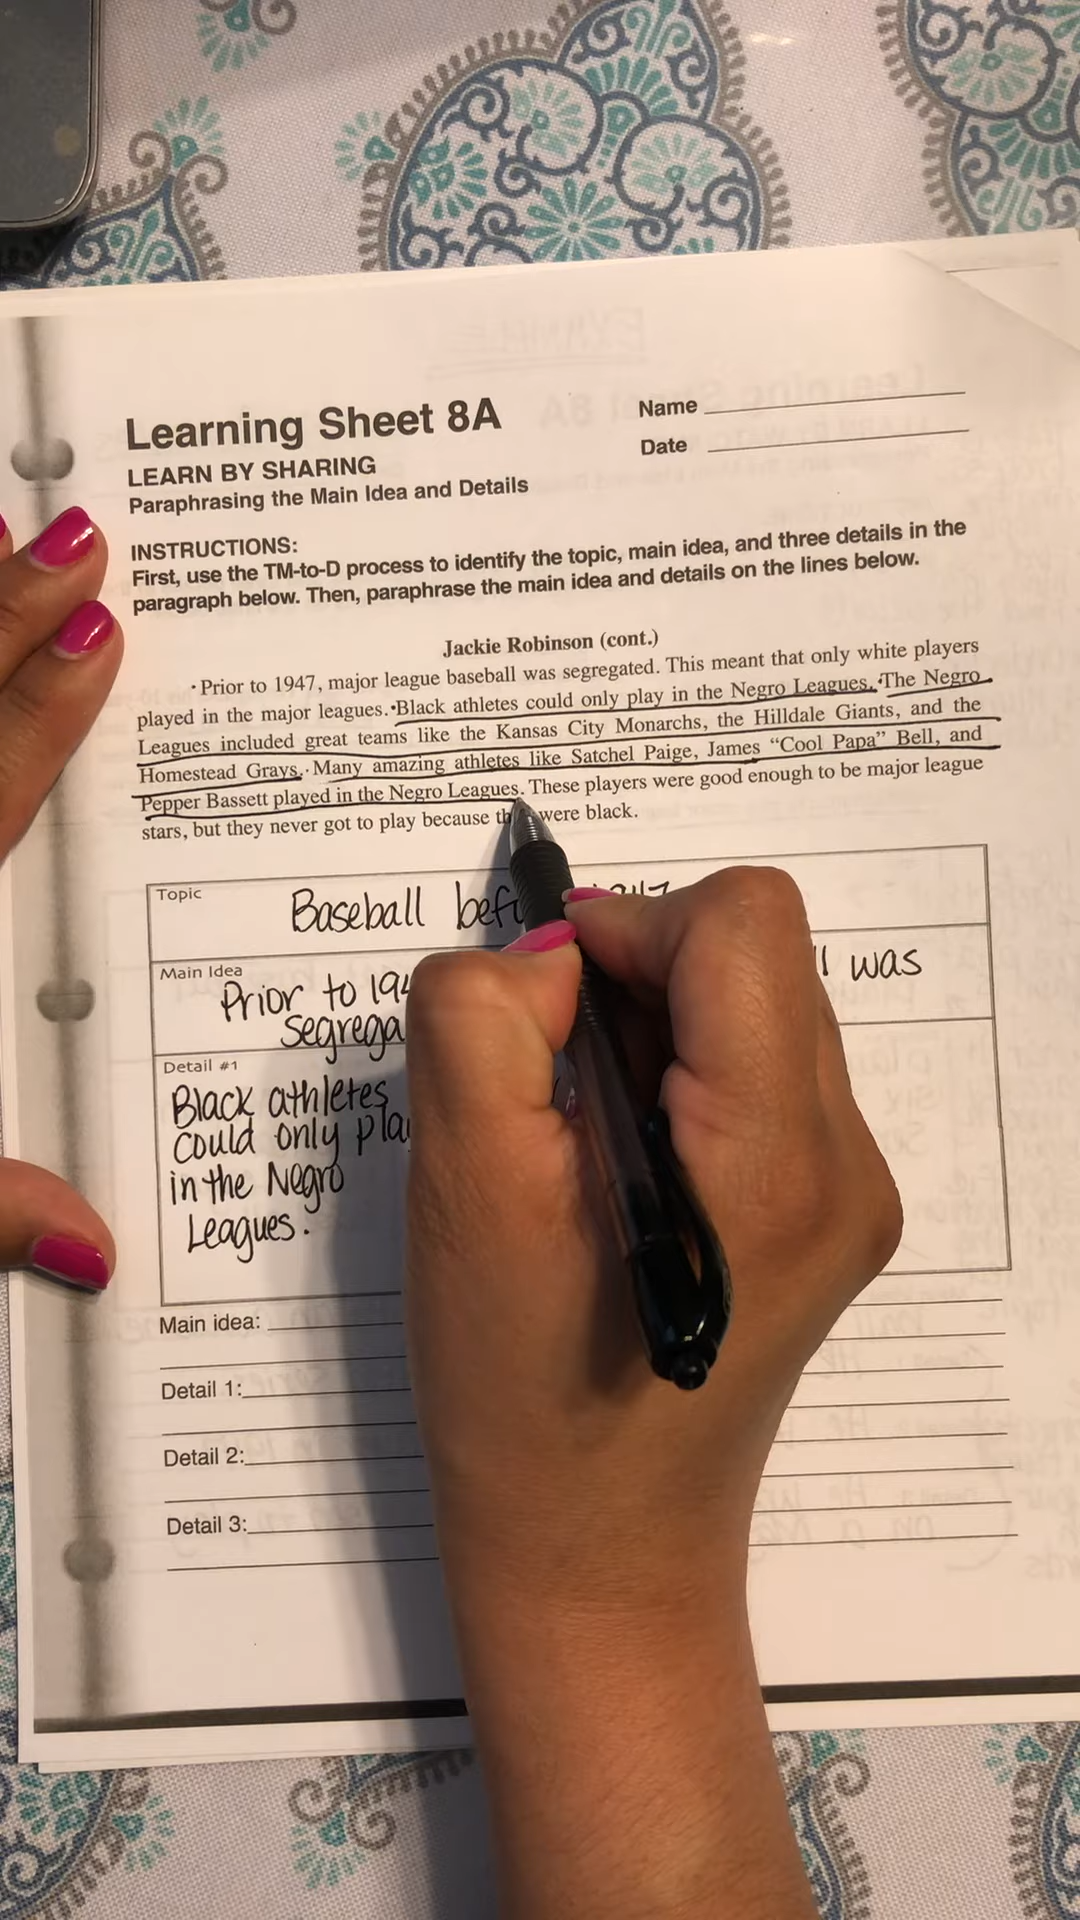 Learning Sheet 8A
Name
Date
LEARN BY SHARING
Paraphrasing the Main Idea and Details
INSTRUCTIONS:
First, use the TM-to-D process to identify the topic, main idea, and three details in the
paragraph below. Then, paraphrase the main idea and details on the lines below.
Jackie Robinson (cont.)
Prior to 1947, major league baseball was segregated. This meant that only white players
played in the major leagues. Black athletes could only play in the Negro Leagues. The Negro
Leagues included great teams like the Kansas City Monarchs, the Hilldale Giants, and the
Homestead Grays. Many amazing athletes like Satchel Paige, James “Cool Papa” Bell, and
Pepper Bassett played in the Negro Leagues. These players were good enough to be major league
stars, but they never got to play because were black.
Topic
Baseball
Main Idea
Prior to was
Detail #1
Black athletes
could only
in the Negro
Leagues.
Main idea:
Detail 1:
Detail 2:
Detail 3: